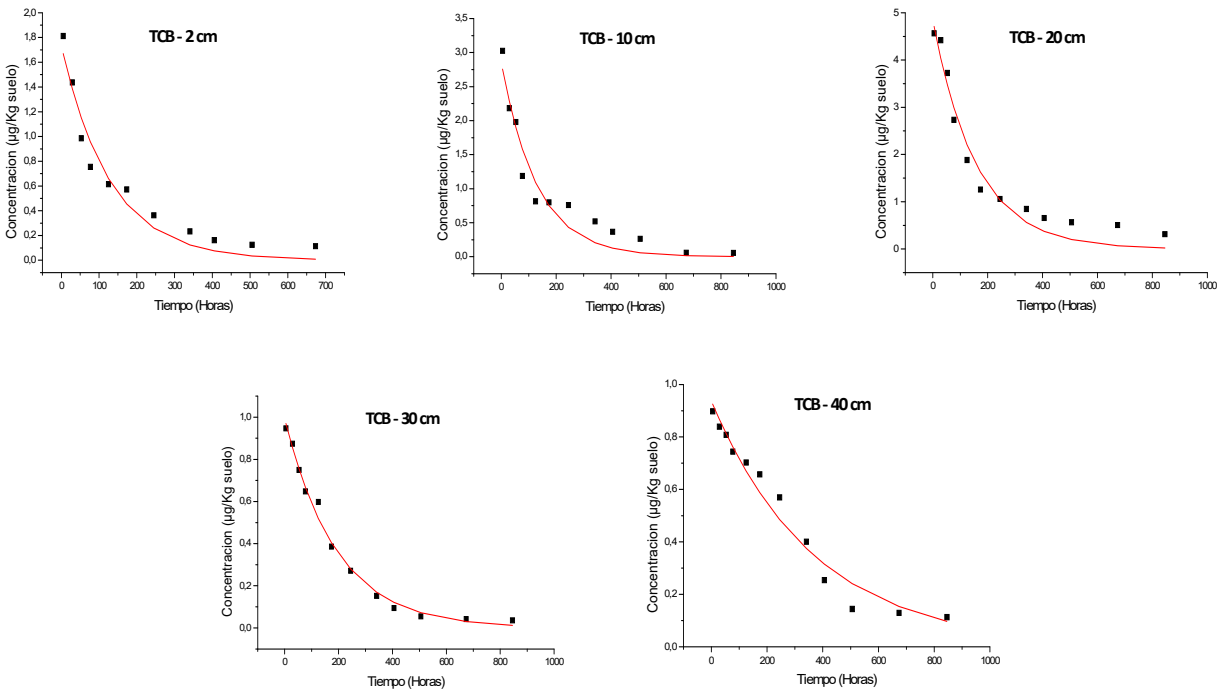 TCB - 2 cm
Concentracion (µg/Kg suelo)
2,0
1,8
1,6
1,4
1,2
1,0
0,8
0,6
0,4
0,2
0,0
0 100 200 300 400 500 600 700
Tiempo (Horas)
TCB - 10 cm
Concentracion (µg/Kg suelo)
3,5
3,0
2,5
2,0
1,5
1,0
0,5
0,0
0 200 400 600 800 1000
Tiempo (Horas)
TCB - 20 cm
Concentracion (µg/Kg suelo)
5
4
3
2
1
0
0 200 400 600 800 1000
Tiempo (Horas)
TCB - 30 cm
Concentracion (µg/Kg suelo)
1,0
0,8
0,6
0,4
0,2
0,0
0 200 400 600 800 1000
Tiempo (Horas)
TCB - 40 cm
Concentracion (µg/Kg suelo)
1,0
0,8
0,6
0,4
0,2
0,0
0 200 400 600 800 1000
Tiempo (Horas)